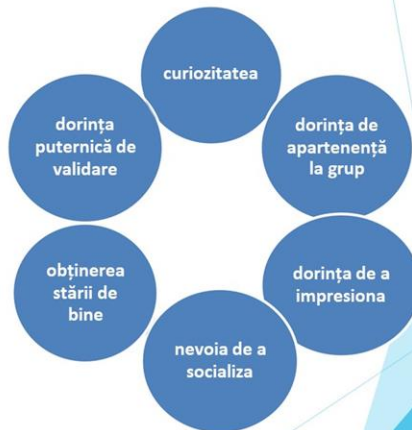 curiozitatea
dorința de
apartenență
la grup
dorința de a
impresiona
nevoia de a
socializa
obținerea
stării de
bine
dorința
puternică de
validare